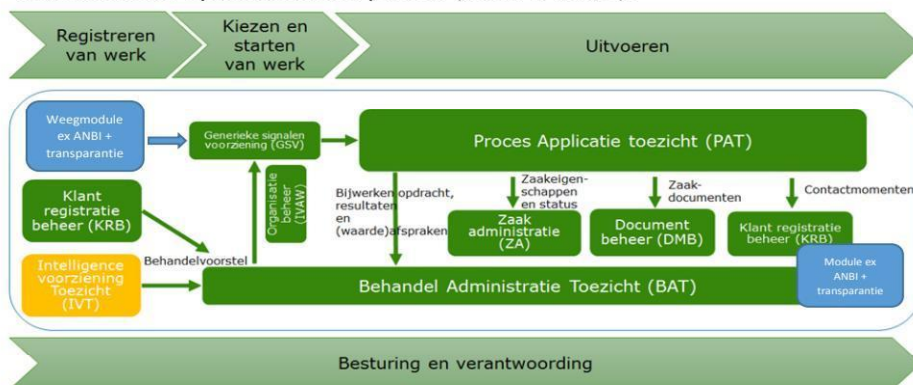 Registreren
van werk
Kiezen en
starten
van werk
Uitvoeren
Weegmodule
ex ANBI +
transparantie
Generieke signalen
voorziening (GSV)
Proces Applicatie toezicht (PAT)
Organisatie
beheer (IVAW)
Bijwerken opdracht,
resultaten
en
(waarde)afspraken
Zaakeigen-
schappen
en status
Zaak-
documenten
Contactmomenten
Klant
registratie
beheer (KRB)
Zaak
administratie
(ZA)
Document
beheer (DMB)
Klant registratie
beheer (KRB)
Behandelvoorstel
Intelligence
voorziening
Toezicht
(IVT)
Behandel Administratie Toezicht (BAT)
Module ex
ANBI +
transparantie
Besturing en verantwoording